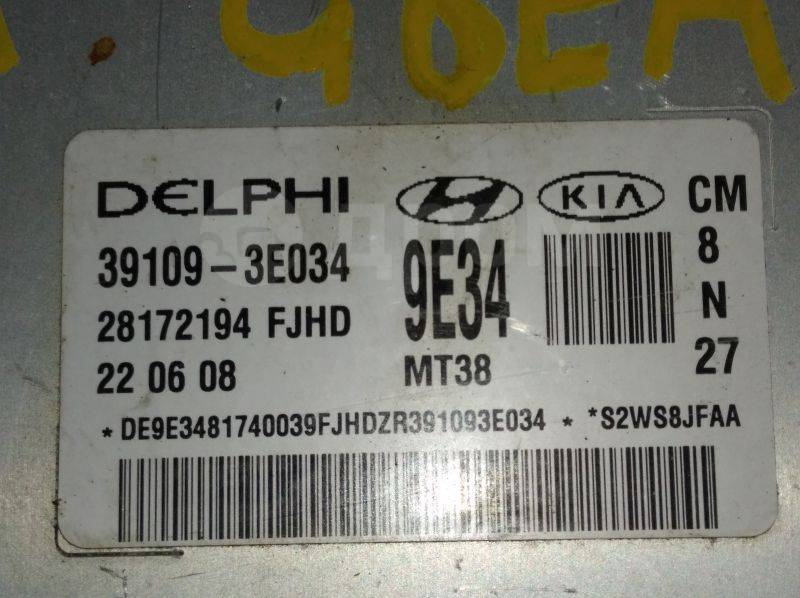 DELPHI H KIA CM
39109-3E034 9E34 8
28172194 FJHD N
22 06 08 MT38 27
*DE9E3481740039FJHDZR391093E034 * *S2WS8JFAA